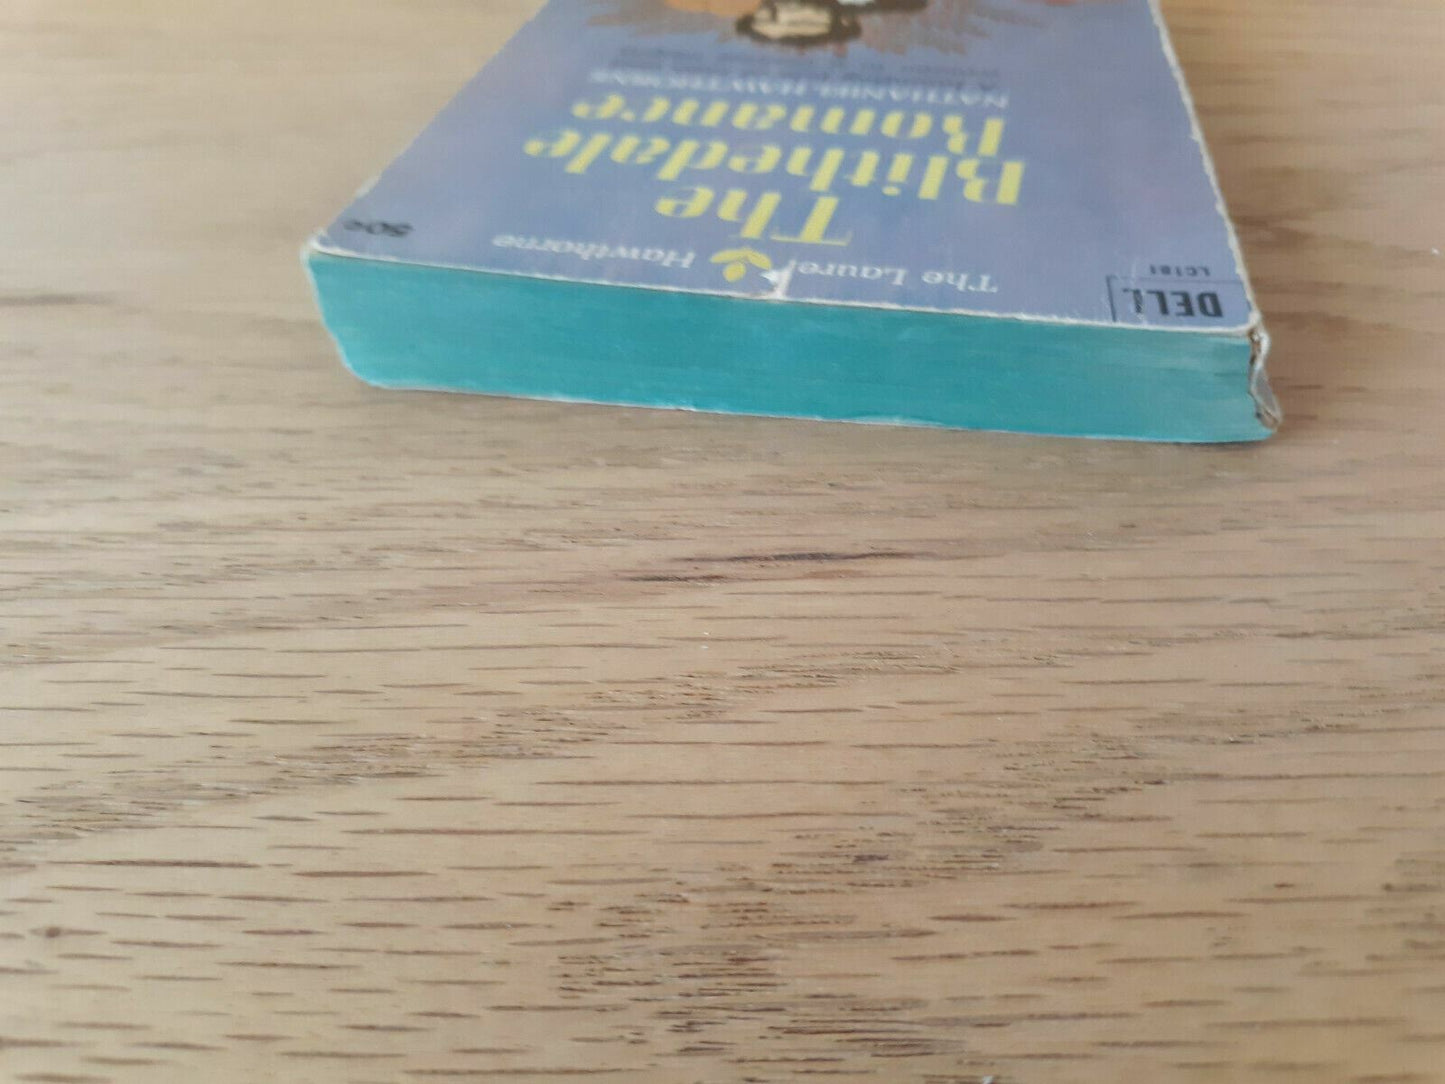 DELL
LC181
The Laurel Hawthorne
50¢
The
Blithedale
Romance
NATHANIEL HAWTHORNE